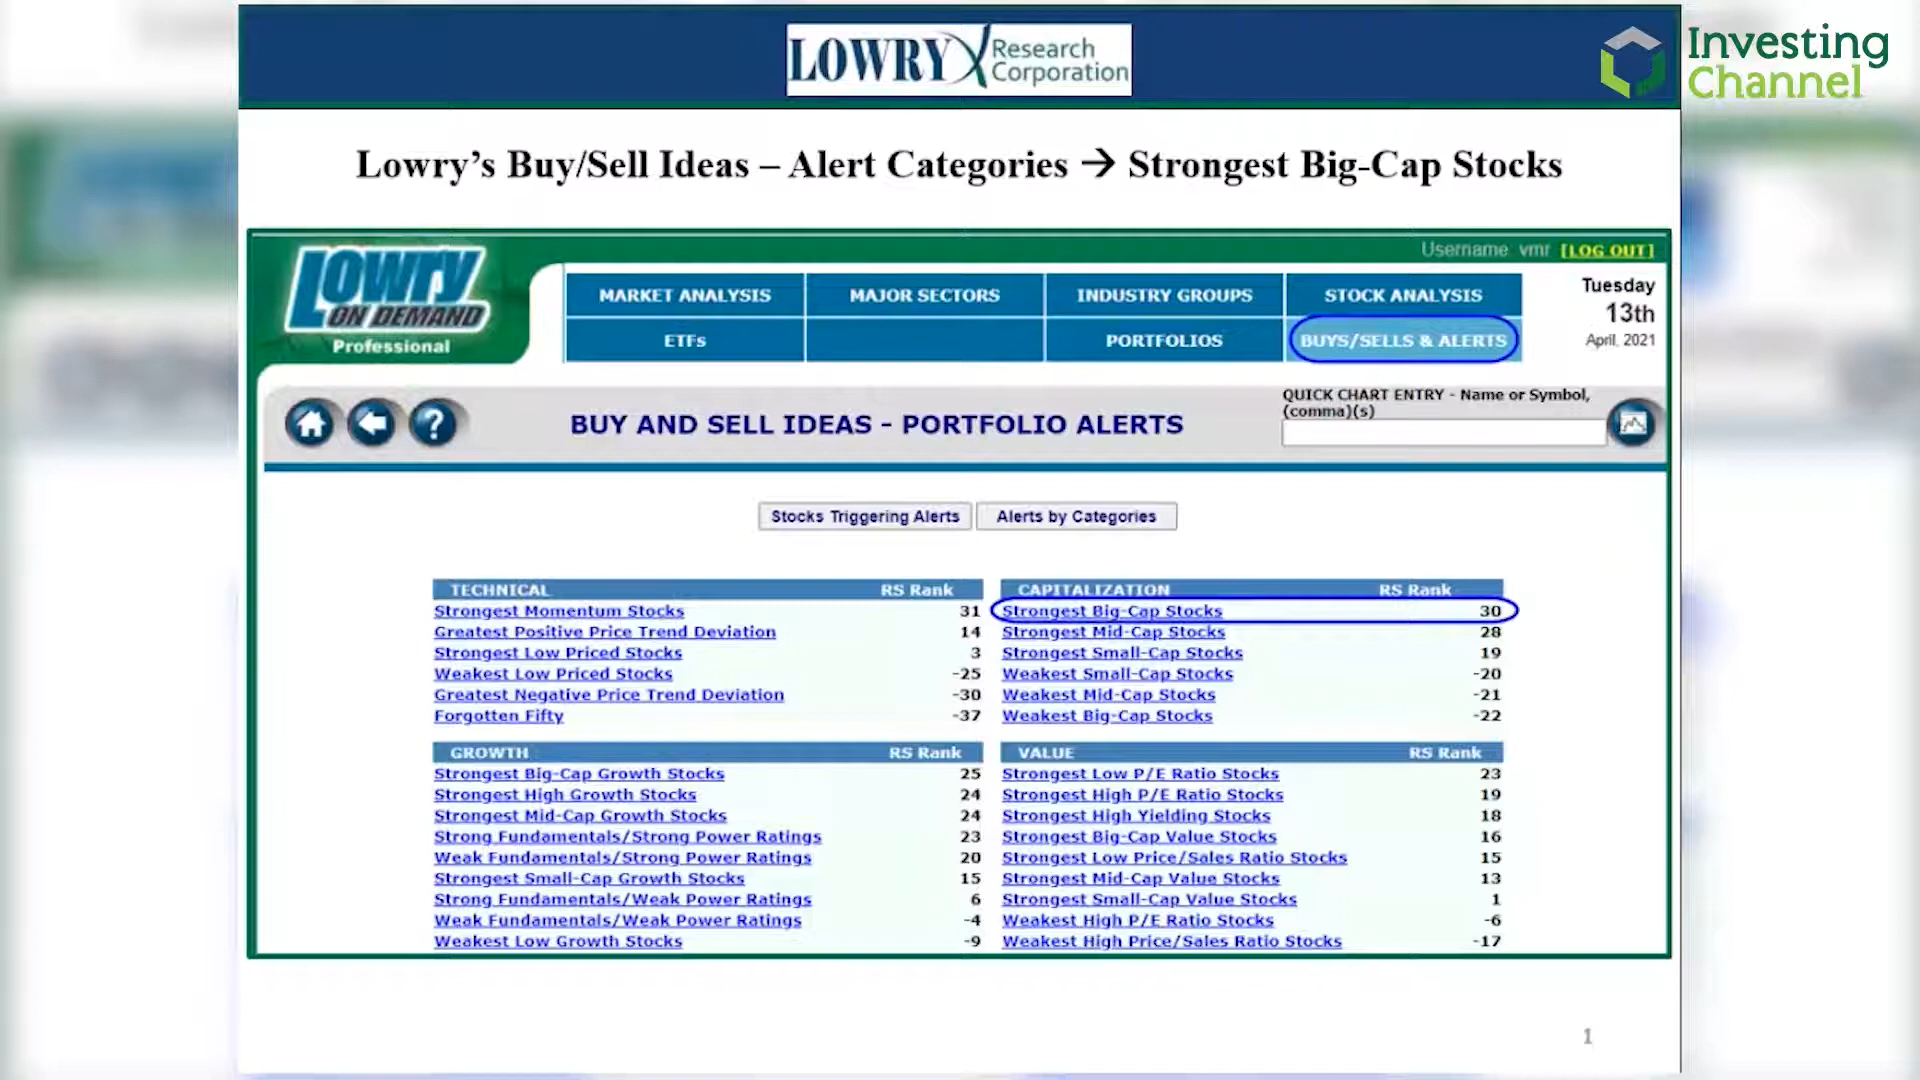 LOWRY Research Corporation
Investing
Channel
Lowry's Buy/Sell Ideas – Alert Categories → Strongest Big-Cap Stocks
Username vmr [LOG OUT]
LOWRY
ON DEMAND
Professional
MARKET ANALYSIS MAJOR SECTORS INDUSTRY GROUPS STOCK ANALYSIS
ETFs PORTFOLIOS BUYS/SELLS & ALERTS
Tuesday
13th
April, 2021
?
BUY AND SELL IDEAS - PORTFOLIO ALERTS
QUICK CHART ENTRY - Name or Symbol,
(comma)(s)
Stocks Triggering Alerts Alerts by Categories
TECHNICAL RS Rank
Strongest Momentum Stocks 31
Greatest Positive Price Trend Deviation 14
Strongest Low Priced Stocks 3
Weakest Low Priced Stocks -25
Greatest Negative Price Trend Deviation -30
Forgotten Fifty -37
CAPITALIZATION RS Rank
Strongest Big-Cap Stocks 30
Strongest Mid-Cap Stocks 28
Strongest Small-Cap Stocks 19
Weakest Small-Cap Stocks -20
Weakest Mid-Cap Stocks -21
Weakest Big-Cap Stocks -22
GROWTH RS Rank
Strongest Big-Cap Growth Stocks 25
Strongest High Growth Stocks 24
Strongest Mid-Cap Growth Stocks 24
Strong Fundamentals/Strong Power Ratings 23
Weak Fundamentals/Strong Power Ratings 20
Strongest Small-Cap Growth Stocks 15
Strong Fundamentals/Weak Power Ratings 6
Weak Fundamentals/Weak Power Ratings -4
Weakest Low Growth Stocks -9
VALUE RS Rank
Strongest Low P/E Ratio Stocks 23
Strongest High P/E Ratio Stocks 19
Strongest High Yielding Stocks 18
Strongest Big-Cap Value Stocks 16
Strongest Low Price/Sales Ratio Stocks 15
Strongest Mid-Cap Value Stocks 13
Strongest Small-Cap Value Stocks 1
Weakest High P/E Ratio Stocks -6
Weakest High Price/Sales Ratio Stocks -17
1